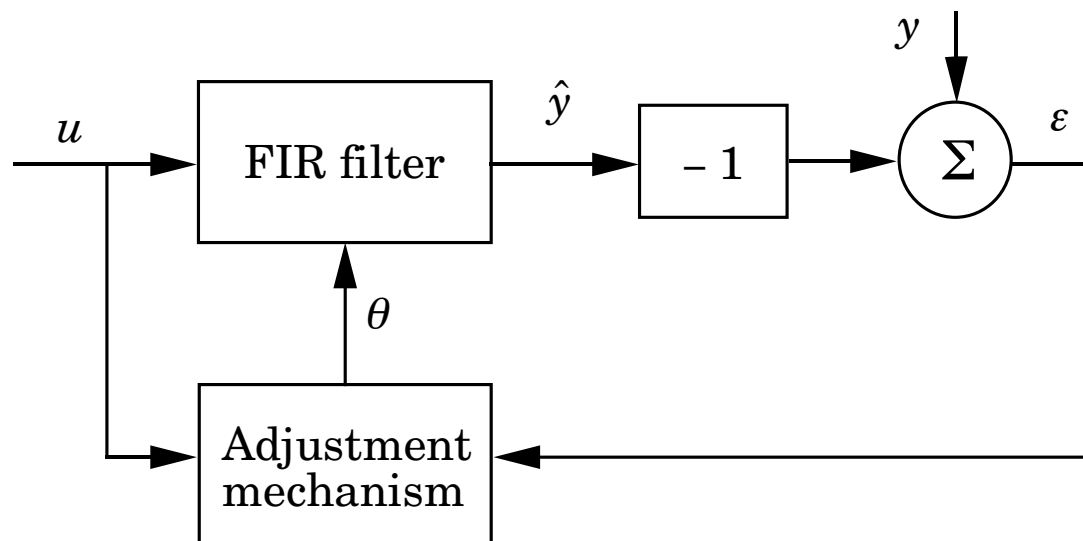 y
u
ŷ
ε
FIR filter
– 1
Σ
θ
Adjustment
mechanism